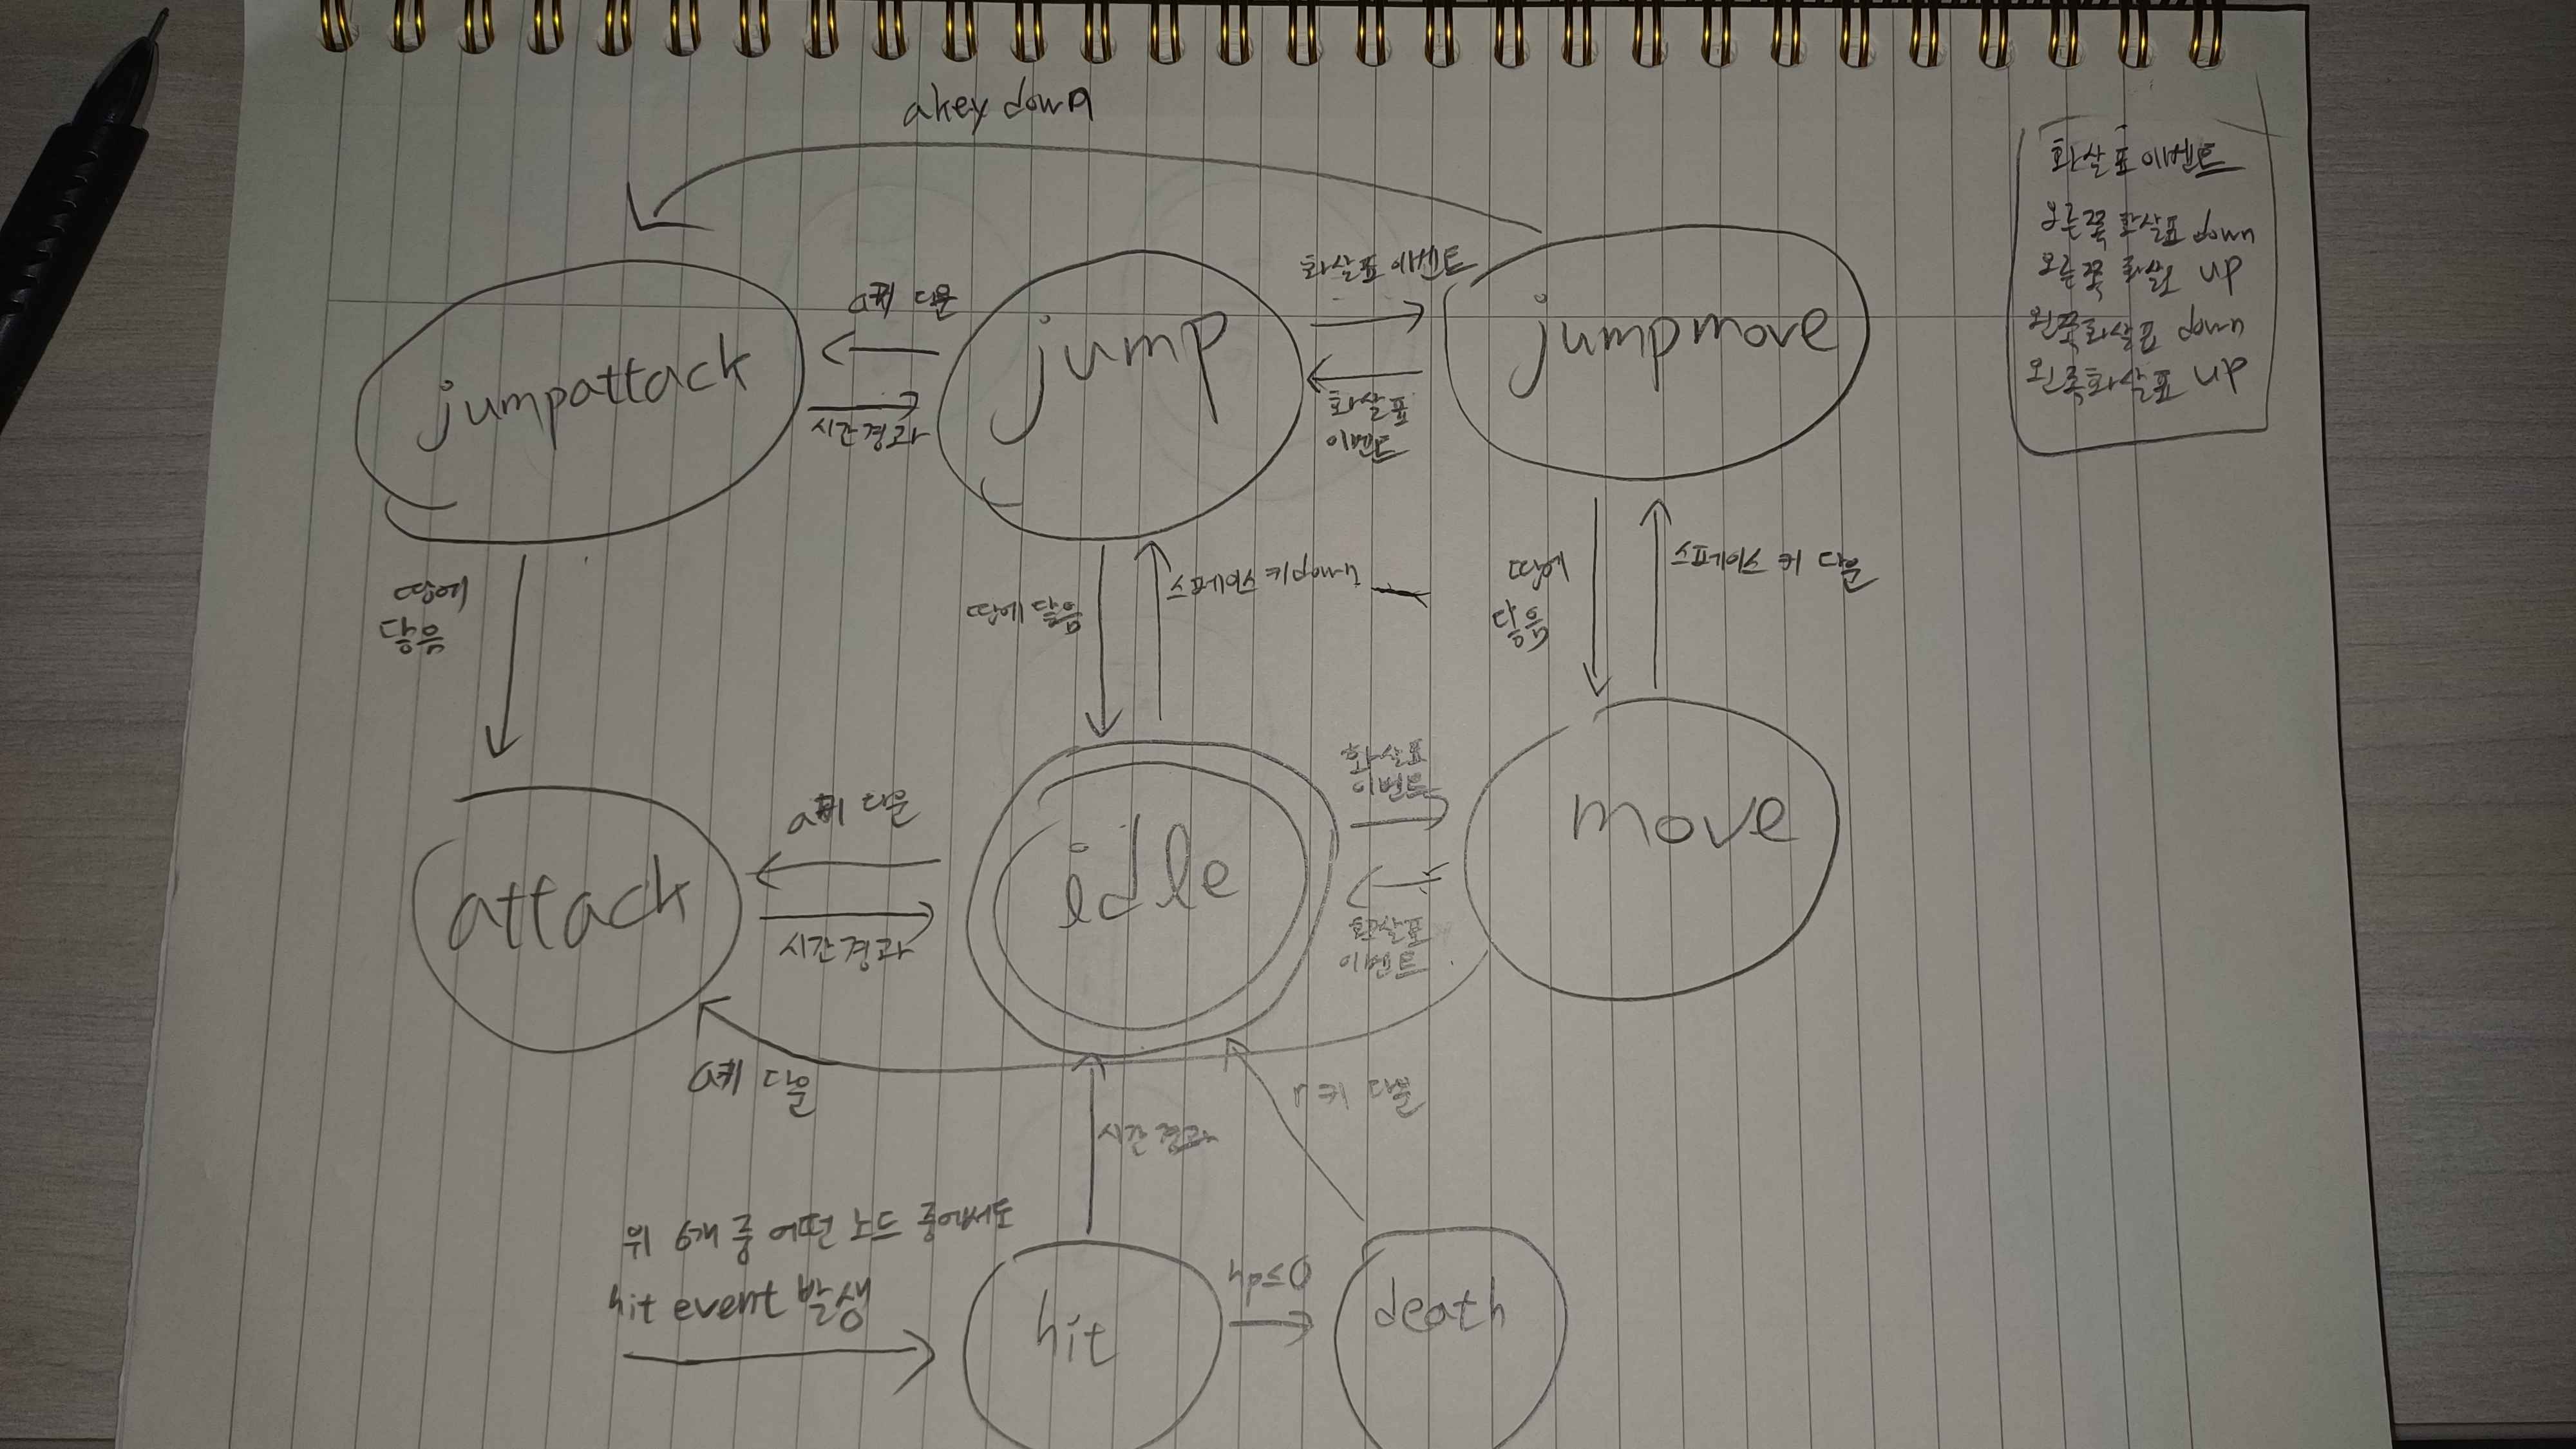 akey down
화살표 이벤트
오른쪽 화살표 down
오른쪽 화살표 up
왼쪽 화살표 down
왼쪽화살표 up
화살표 이벤트
a키 다운
jumpattack
jump
jumpmove
시간경과
화살표
이벤트
땅에
닿음
땅에 닿음
스페이스 키down
땅에
닿음
스페이스 키 다운
화살표
이벤트
a키 다운
attack
idle
move
시간경과
화살표
이벤트
a키 다운
r키 다운
시간경과
위 6개 중 어떤 노드 중에서도
hit event 발생
hit
hp≤0
death